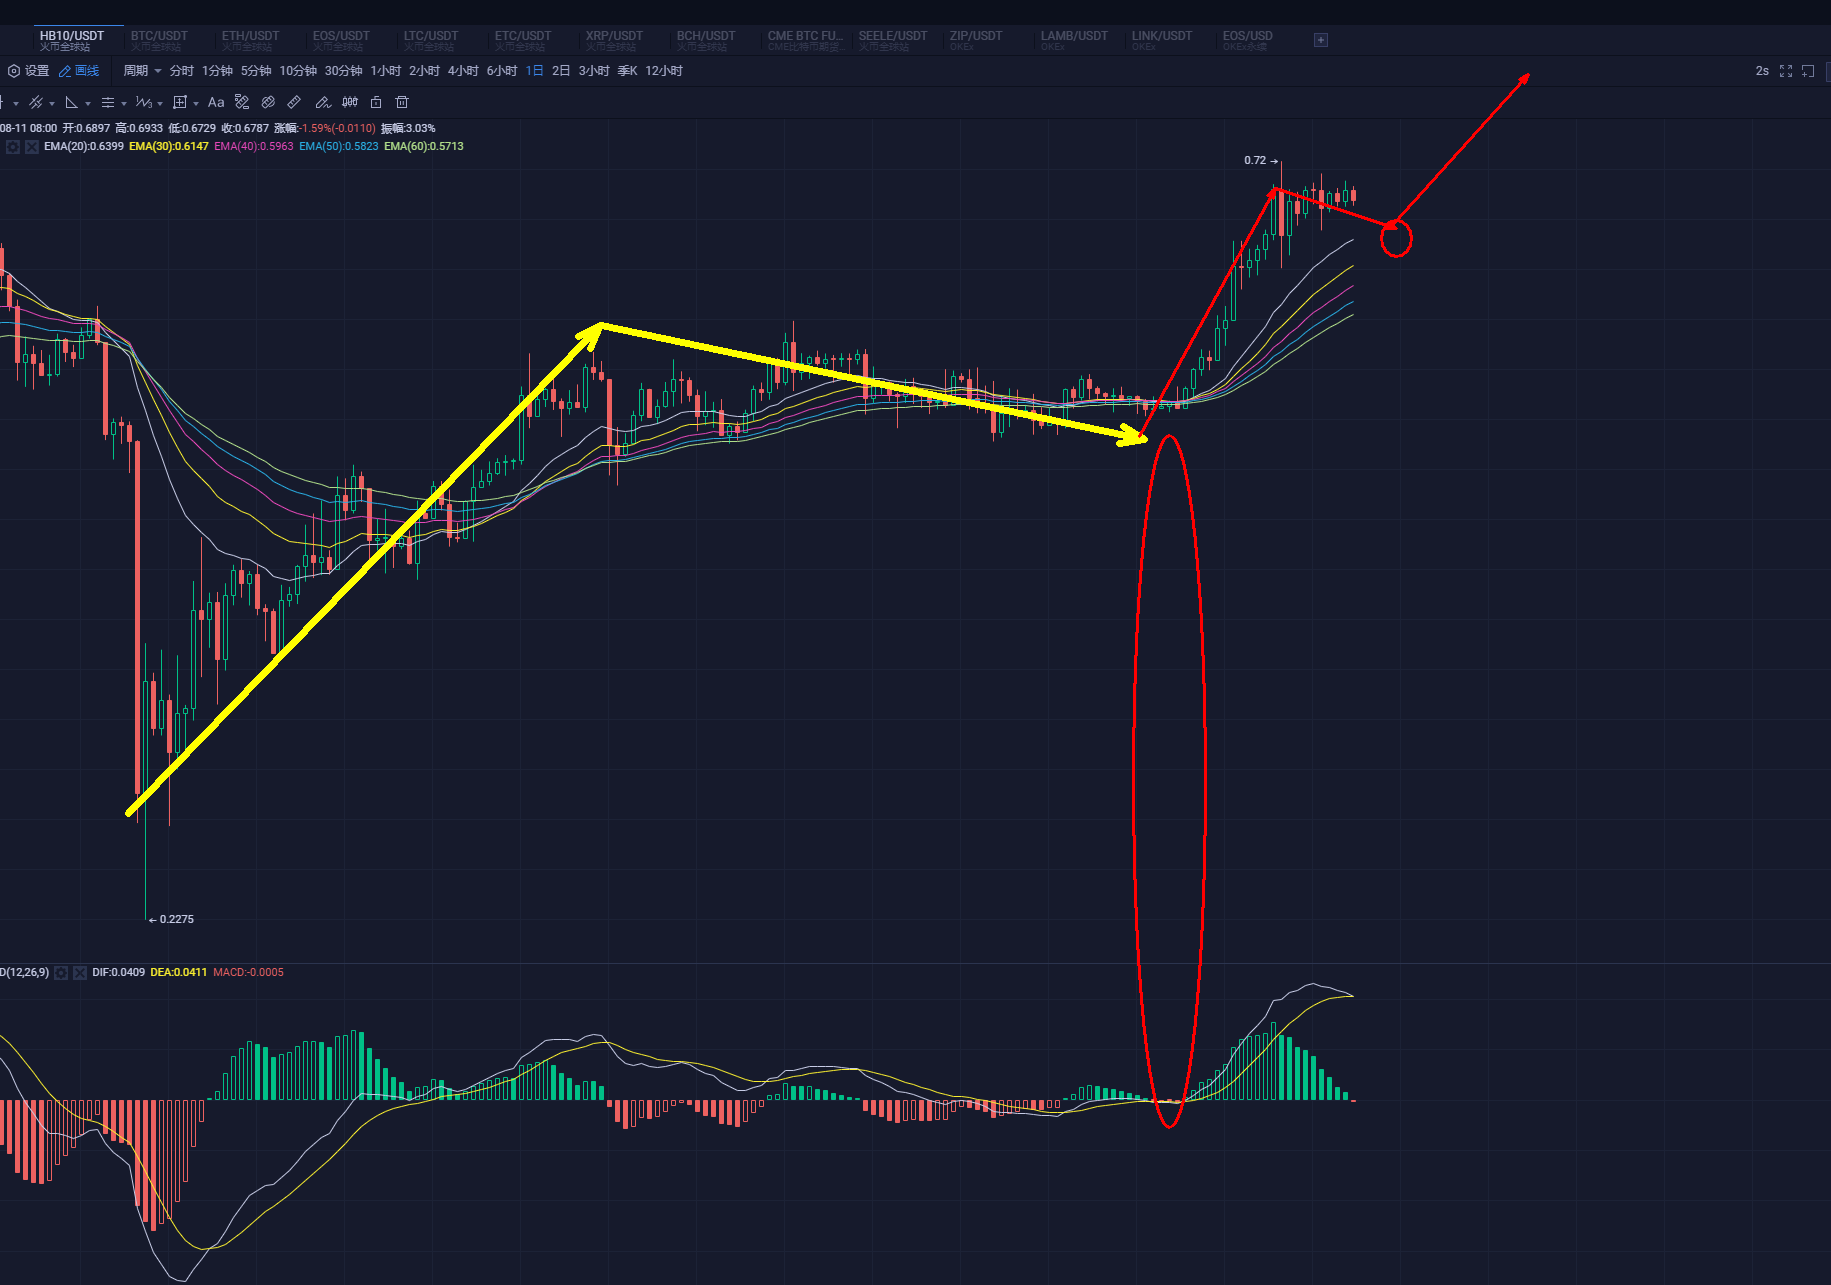 HB10/USDT BTC/USDT ETH/USDT EOS/USDT LTC/USDT ETC/USDT XRP/USDT BCH/USDT CME BTC FU... SEELE/USDT ZIP/USDT LAMB/USDT LINK/USDT EOS/USD
火币全球站 火币全球站 火币全球站 火币全球站 火币全球站 火币全球站 火币全球站 火币全球站 CME比特币期货... 火币全球站 OKEx OKEx OKEx OKEx永续
设置 画线 周期 分时 1分钟 5分钟 10分钟 30分钟 1小时 2小时 4小时 6小时 1日 2日 3小时 季K 12小时 2s
Aa
08-11 08:00 开:0.6897 高:0.6933 低:0.6729 收:0.6787 涨幅:-1.59%(-0.0110) 振幅:3.03%
EMA(20):0.6399 EMA(30):0.6147 EMA(40):0.5963 EMA(50):0.5823 EMA(60):0.5713
0.72→
←0.2275
D(12,26,9) DIF:0.0409 DEA:0.0411 MACD:-0.0005